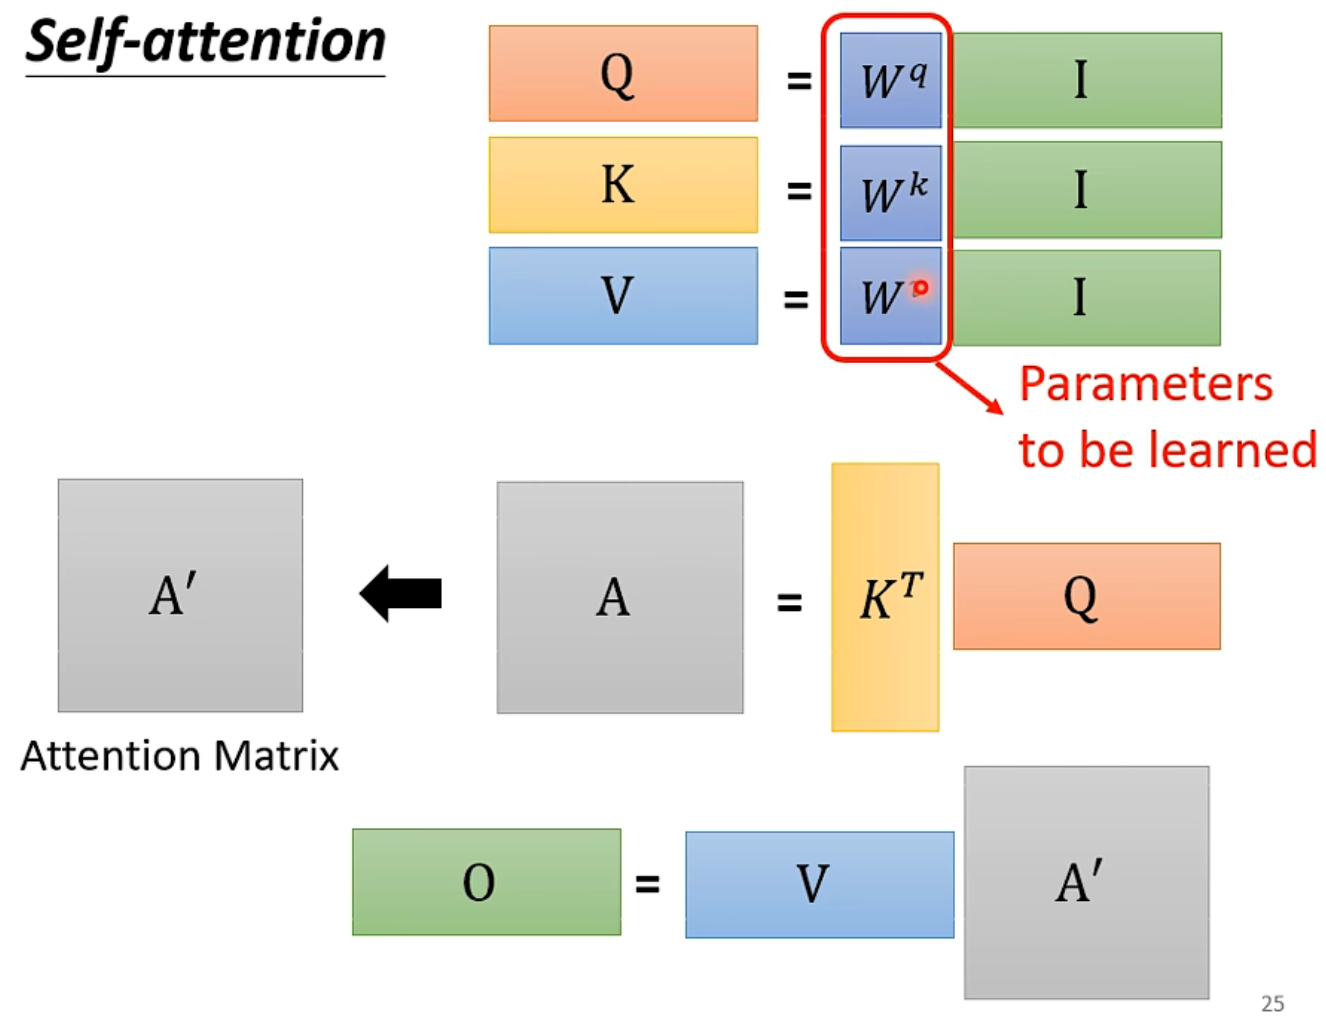 Self-attention
Q = W^q I
K = W^k I
V = W I
Parameters
to be learned
A′ A = K^T Q
Attention Matrix
O = V A′
25